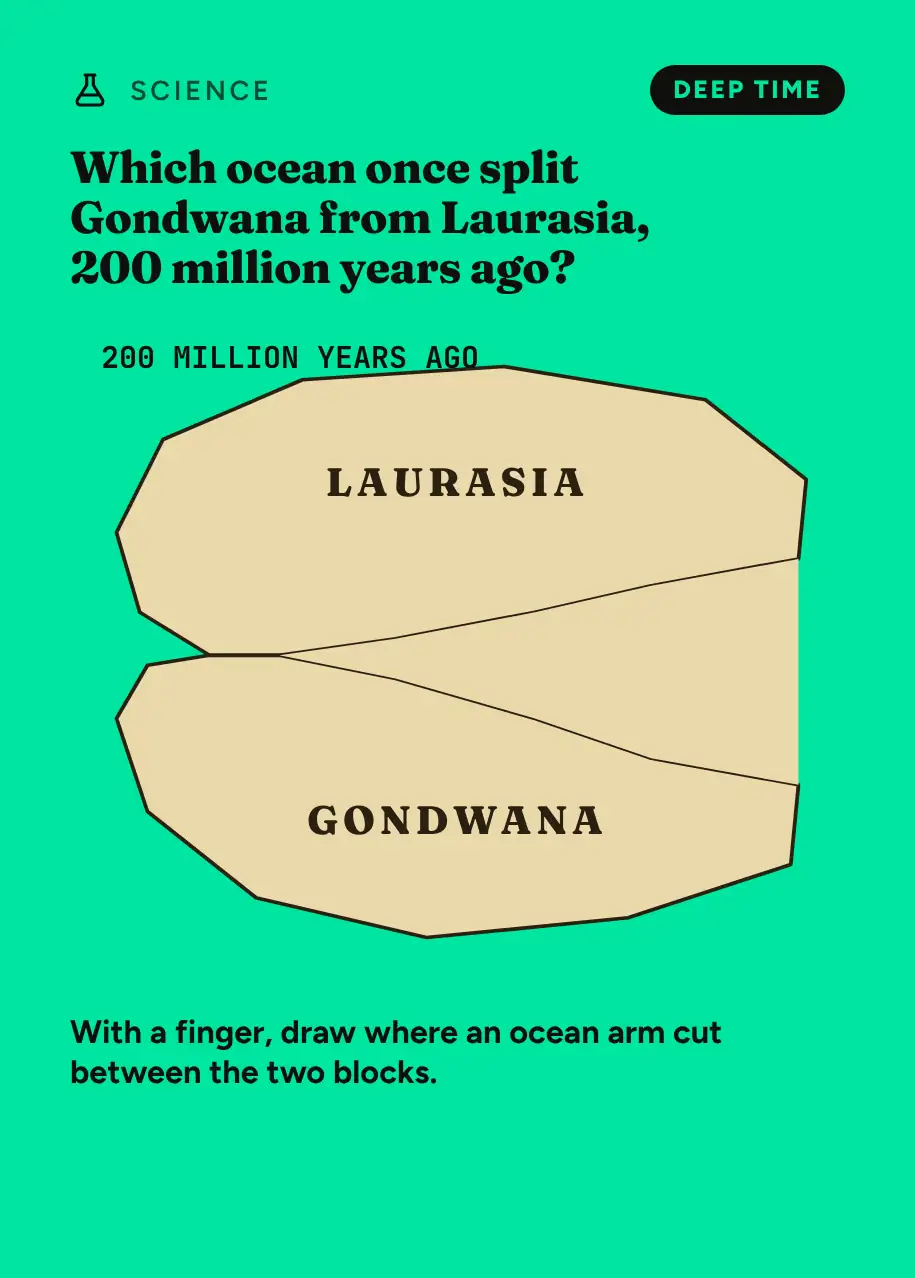 SCIENCE
DEEP TIME
Which ocean once split
Gondwana from Laurasia,
200 million years ago?
200 MILLION YEARS AGO
LAURASIA
GONDWANA
With a finger, draw where an ocean arm cut
between the two blocks.